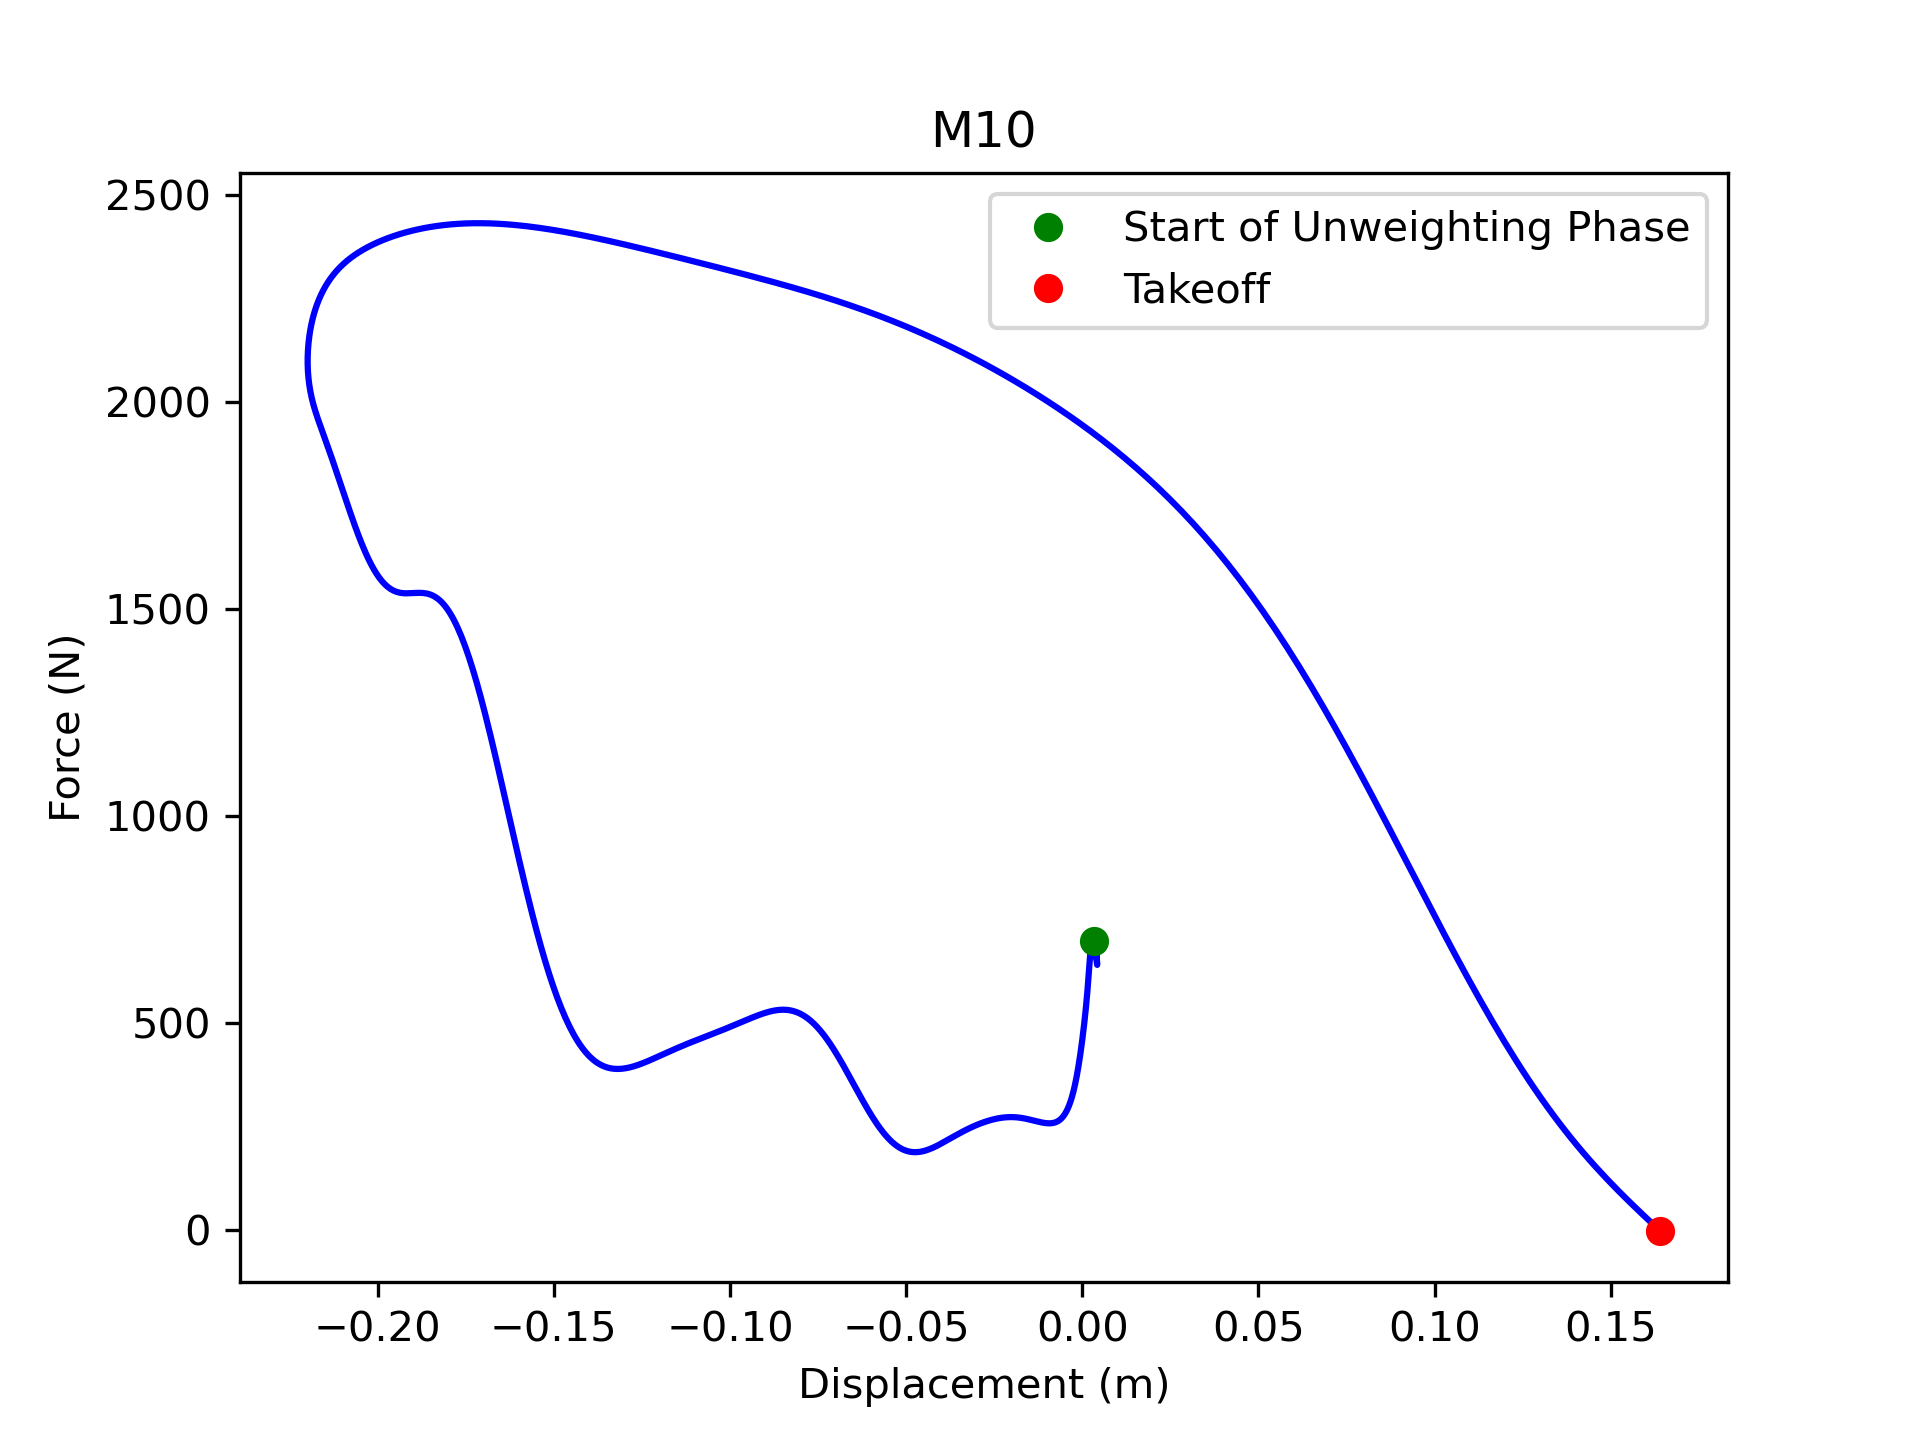 M10
Start of Unweighting Phase
Takeoff
2500
2000
1500
1000
500
0
Force (N)
−0.20 −0.15 −0.10 −0.05 0.00 0.05 0.10 0.15
Displacement (m)